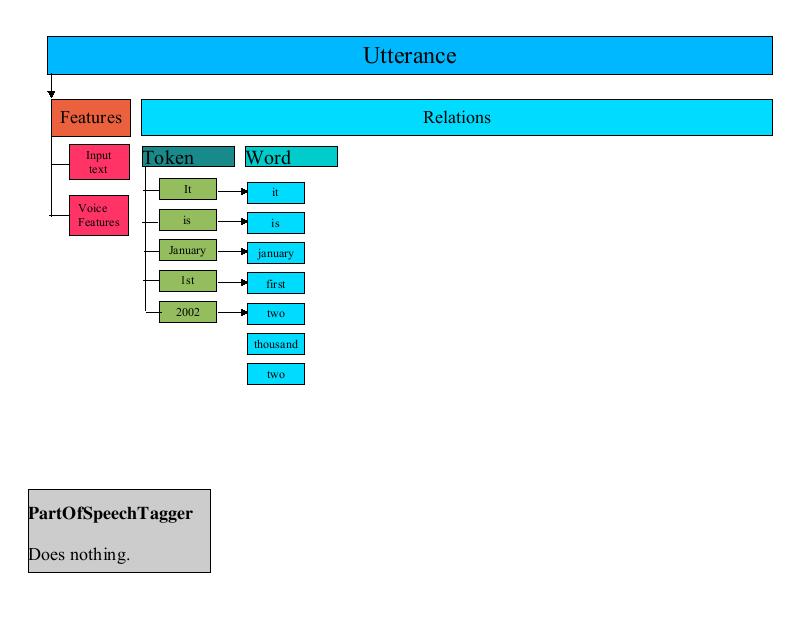 Utterance
Features
Relations
Input
text
Voice
Features
Token
Word
It
it
is
is
January
january
1st
first
2002
two
thousand
two
PartOfSpeechTagger
Does nothing.